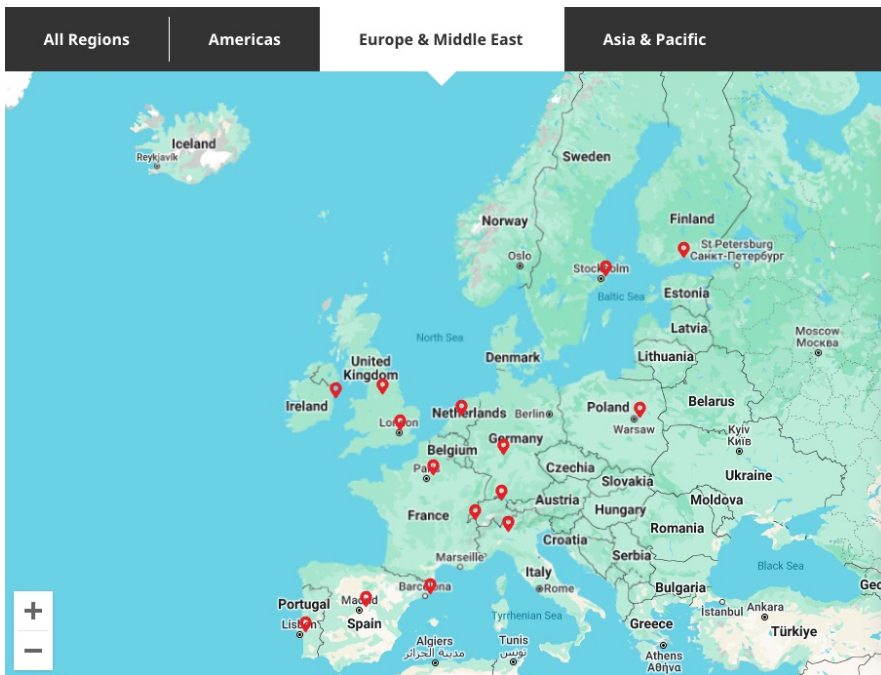 All Regions
Americas
Europe & Middle East
Asia & Pacific
Iceland
Reykjavík
Sweden
Norway
Finland
Oslo
St Petersburg
Санкт-Петербург
Stockholm
Baltic Sea
Estonia
North Sea
Latvia
Moscow
Москва
Denmark
Lithuania
United
Kingdom
Ireland
Netherlands
Berlin
Poland
Belarus
London
Warsaw
Kyiv
Київ
Germany
Belgium
Paris
Czechia
Ukraine
Slovakia
Austria
Moldova
Hungary
France
Romania
Croatia
Serbia
Marseille
Black Sea
Italy
Barcelona
Rome
Bulgaria
Geo
+
Portugal
Madrid
Lisbon
Spain
Tyrrhenian Sea
Greece
İstanbul
Ankara
Türkiye
Algiers
مدينة الجزائر
Tunis
تونس
Athens
Αθήνα
−